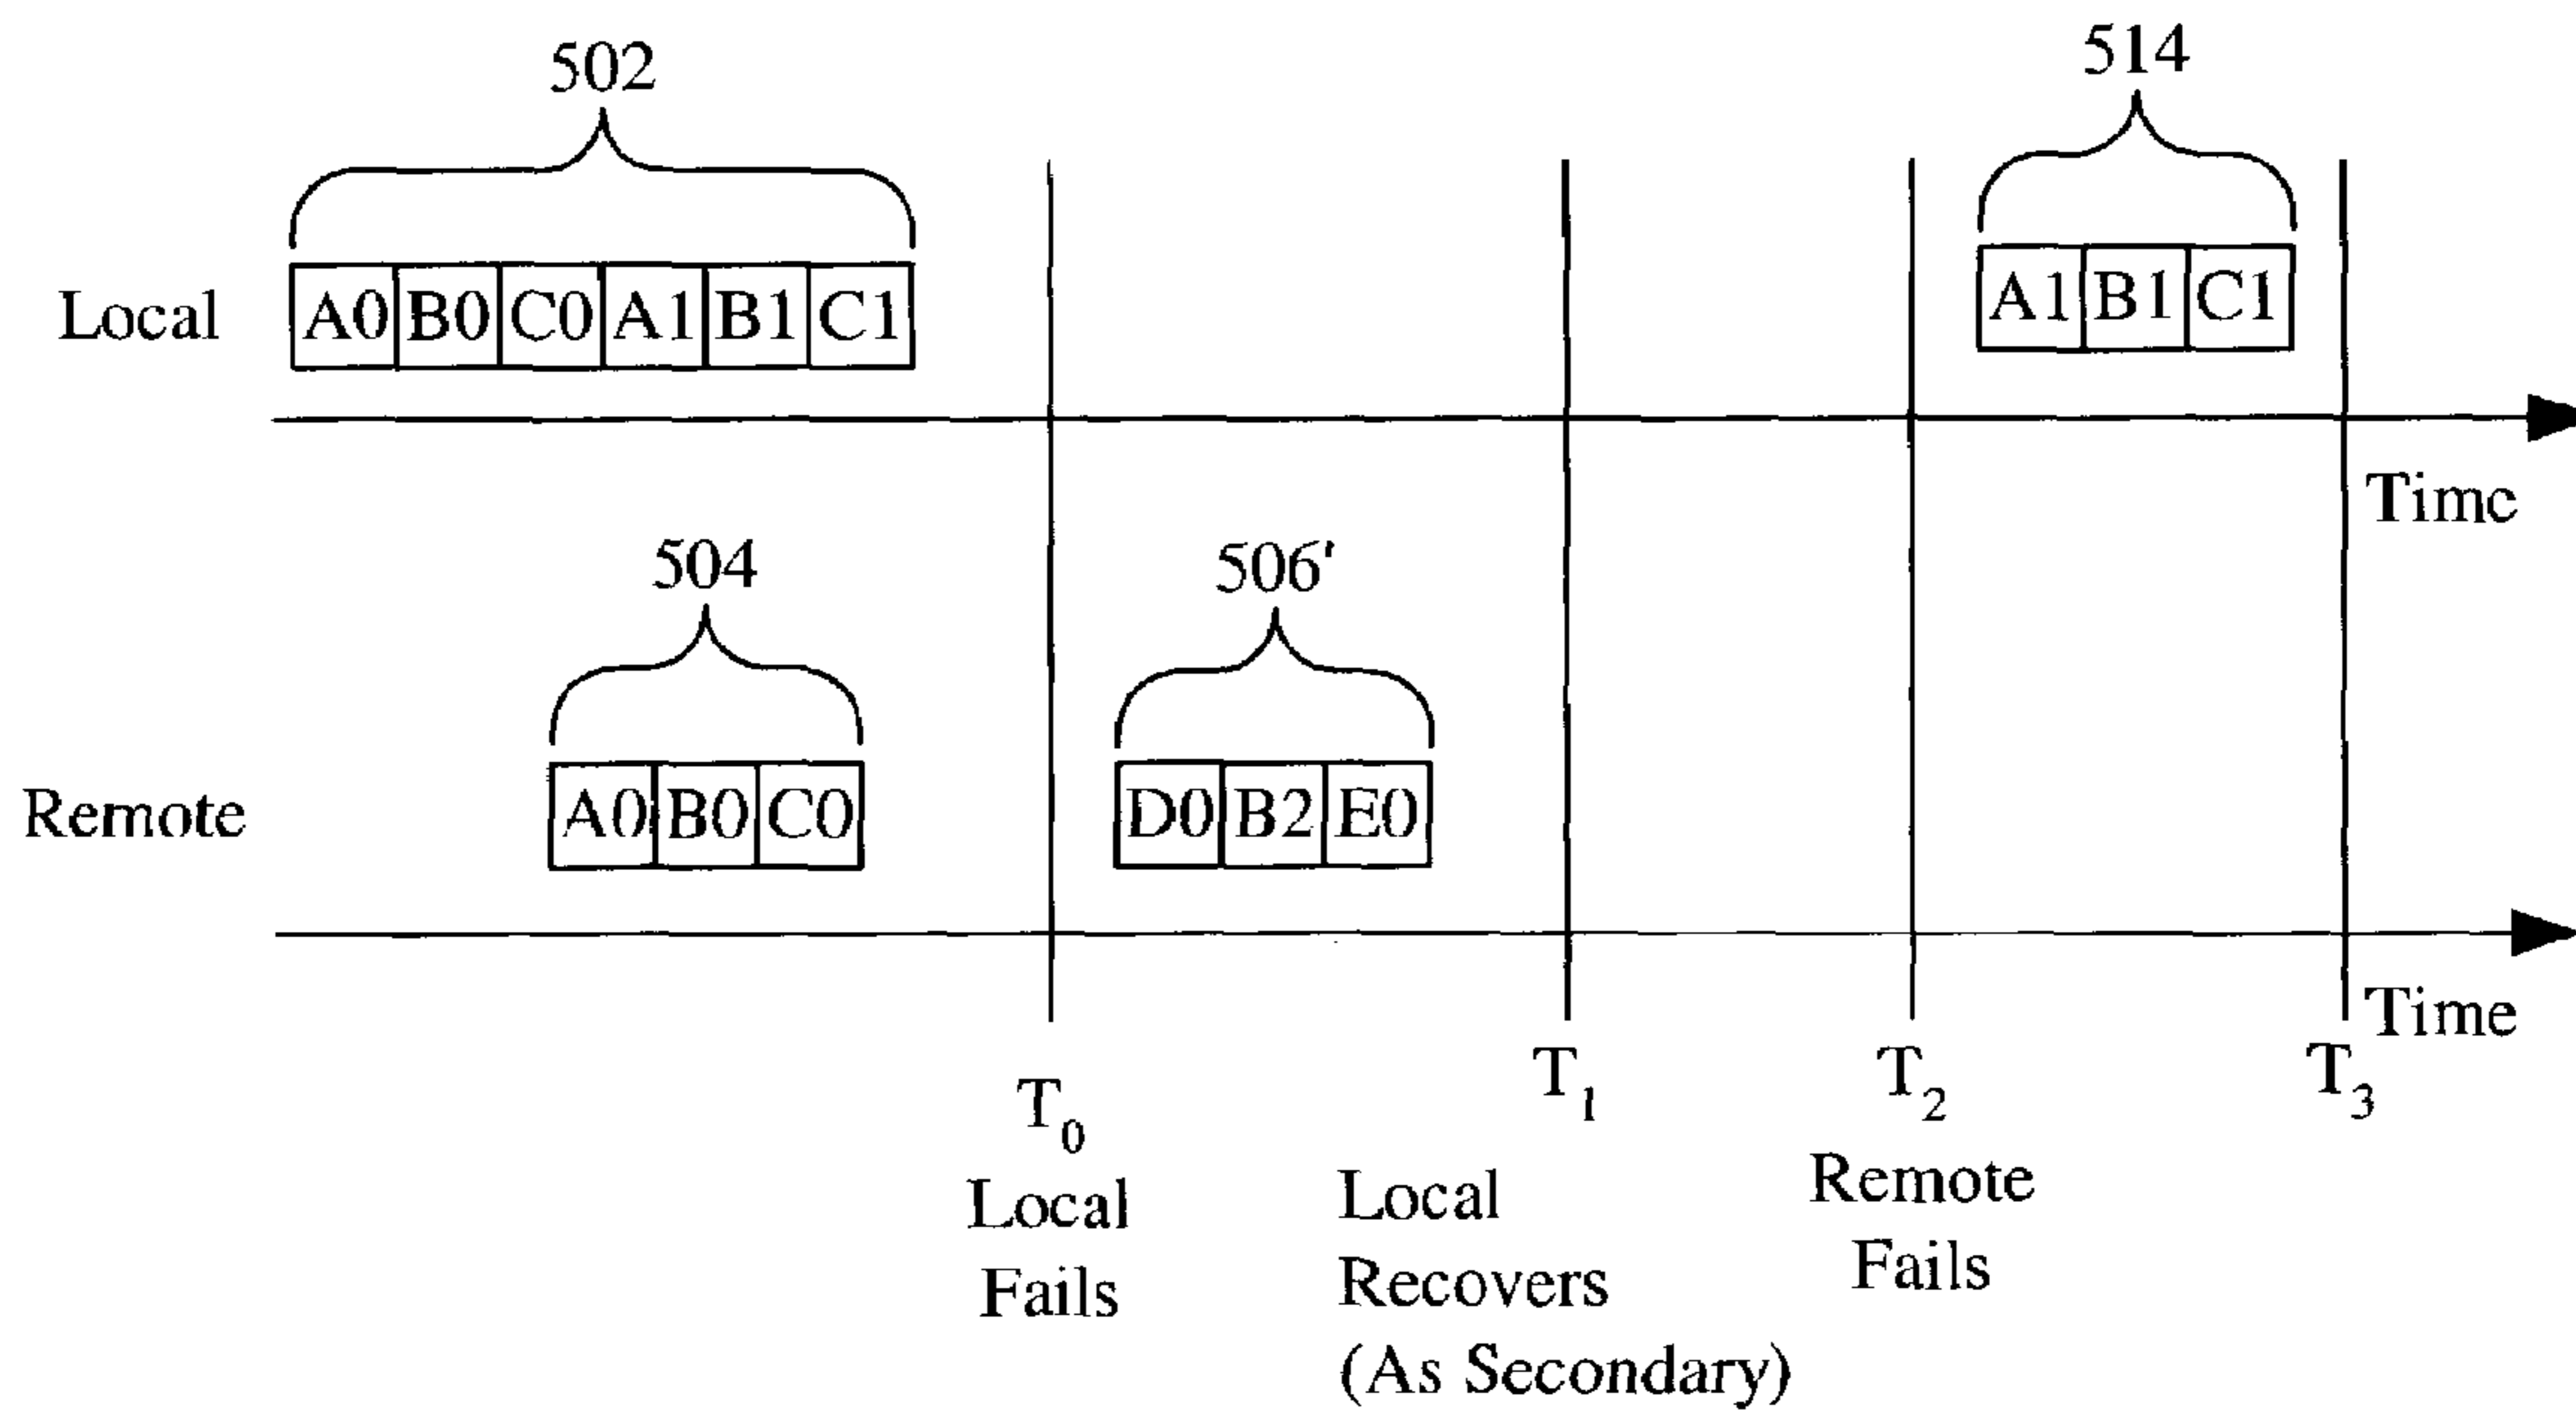 502
514
Local
A0 B0 C0 A1 B1 C1
A1 B1 C1
Time
504
506'
Remote
A0 B0 C0
D0 B2 E0
Time
T0
T1
T2
T3
Local
Fails
Local
Recovers
(As Secondary)
Remote
Fails